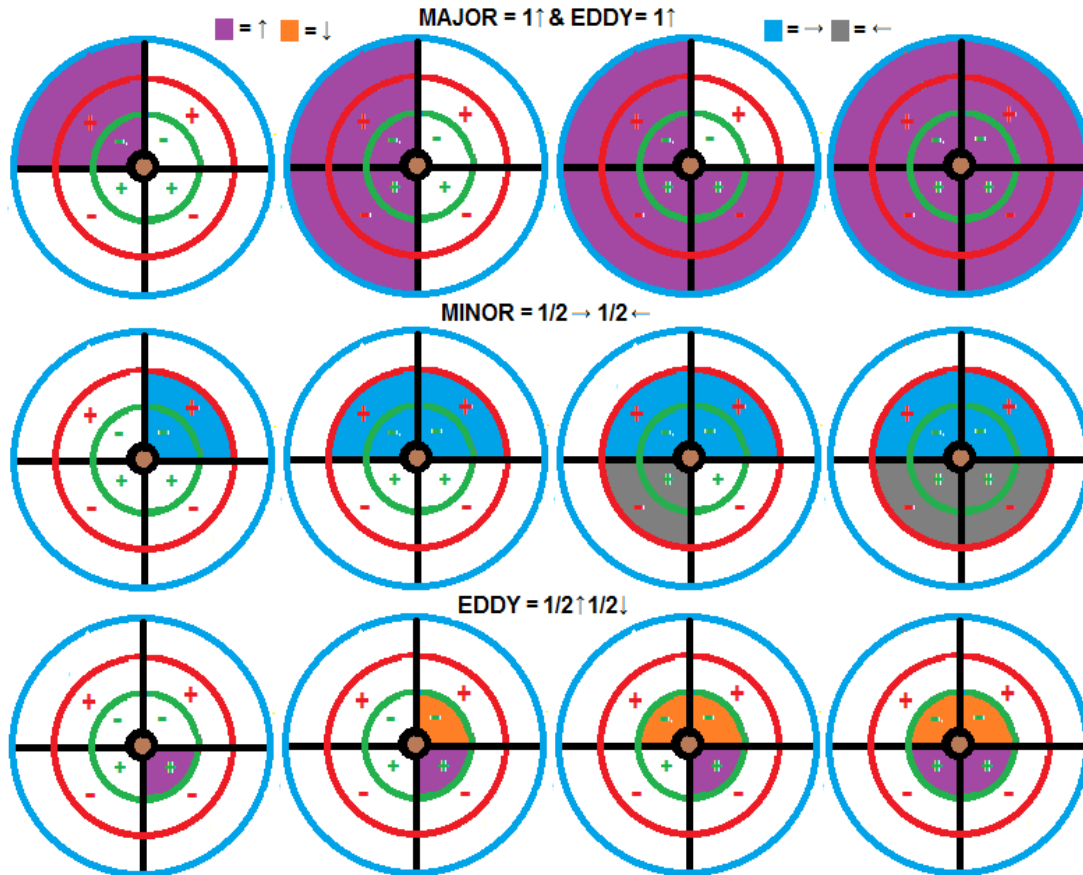 MAJOR = 1↑ & EDDY= 1↑
= ↑ = ↓ = → = ←
+ + - - + + - -
+ + - - + + - -
+ + - - + + - -
+ + - - + + - -
MINOR = 1/2 → 1/2 ←
+ + - - + + - -
+ + - - + + - -
+ + - - + + - -
+ + - - + + - -
EDDY = 1/2↑1/2↓
+ + - - + + - -
+ + - - + + - -
+ + - - + + - -
+ + - - + + - -